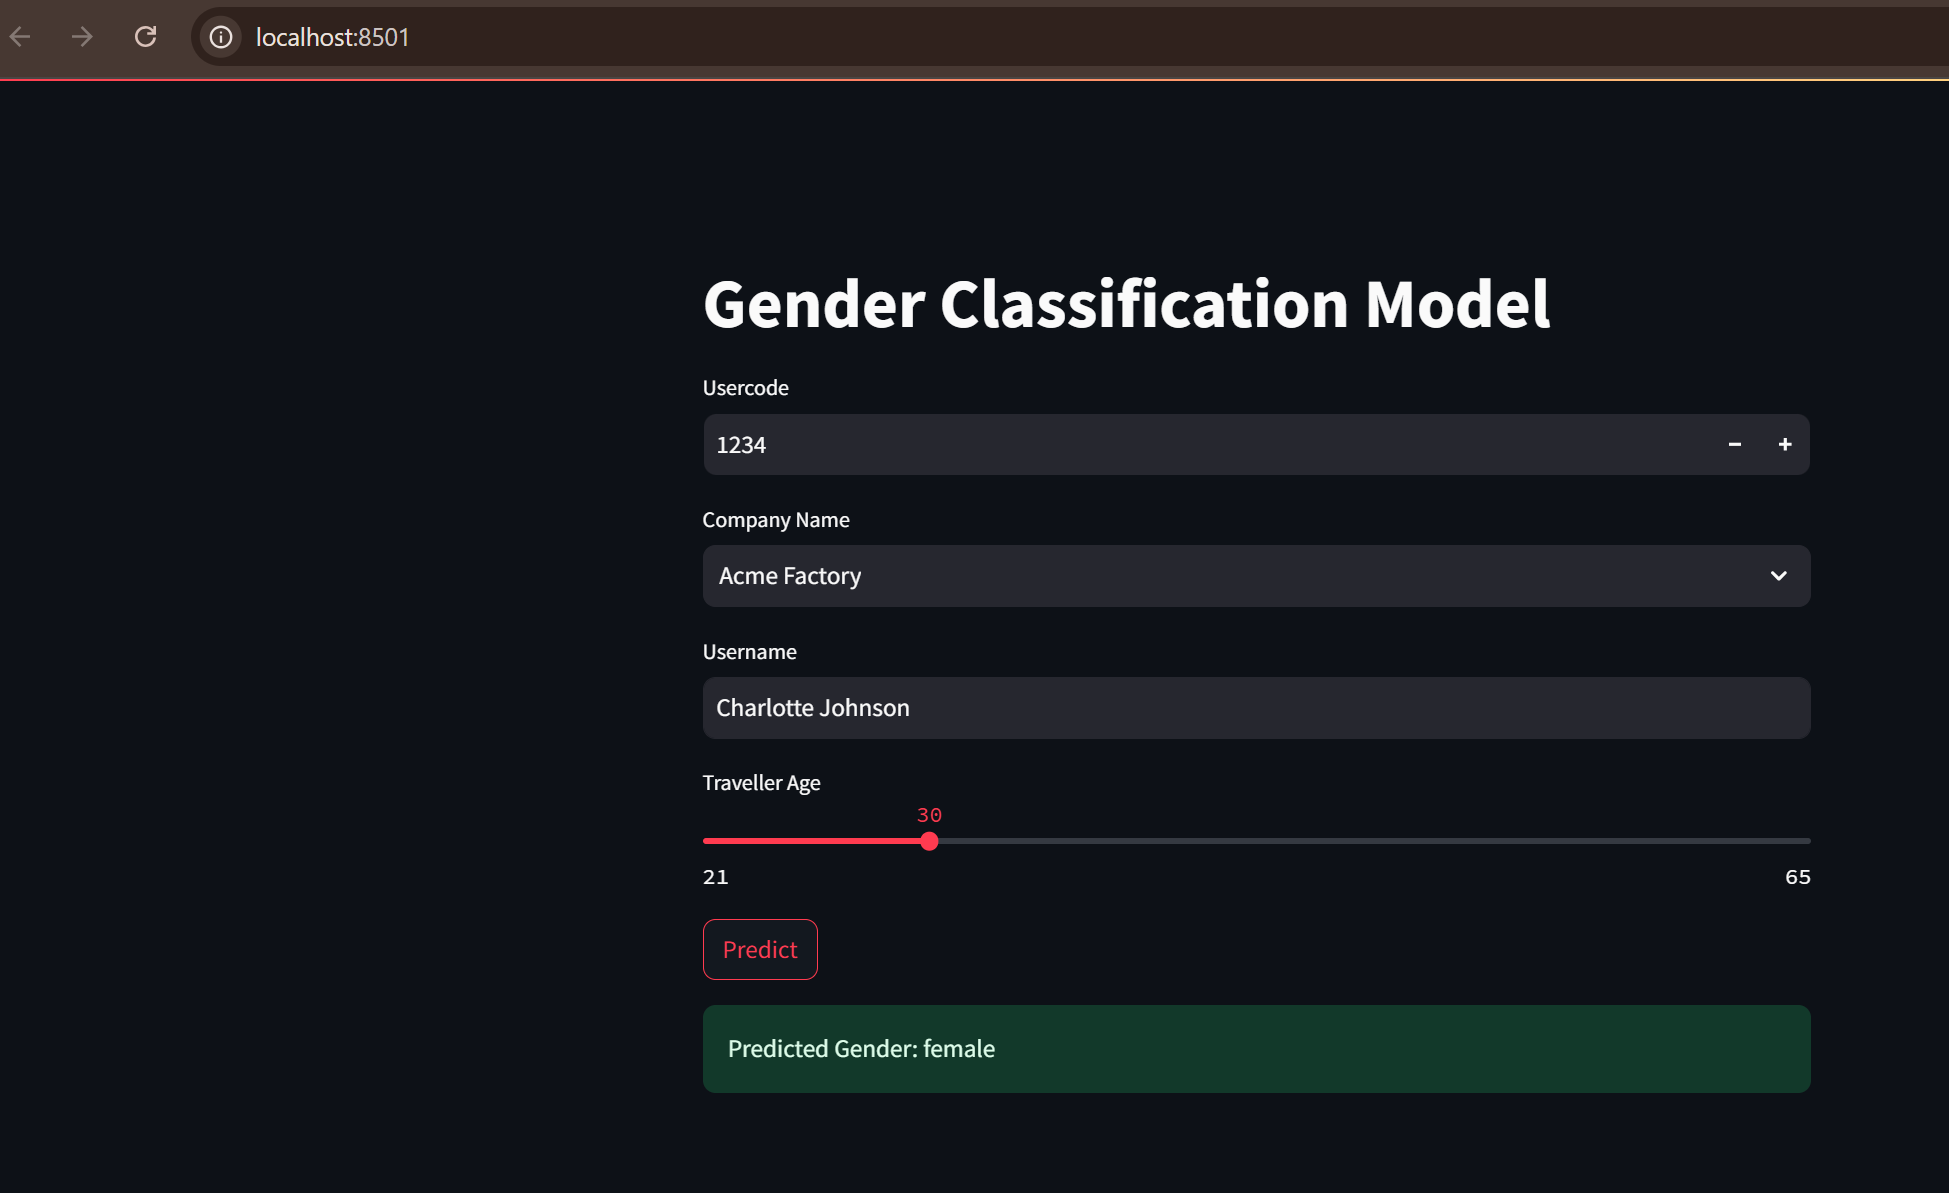 localhost:8501
Gender Classification Model
Usercode
1234
Company Name
Acme Factory
Username
Charlotte Johnson
Traveller Age
30
21 65
Predict
Predicted Gender: female